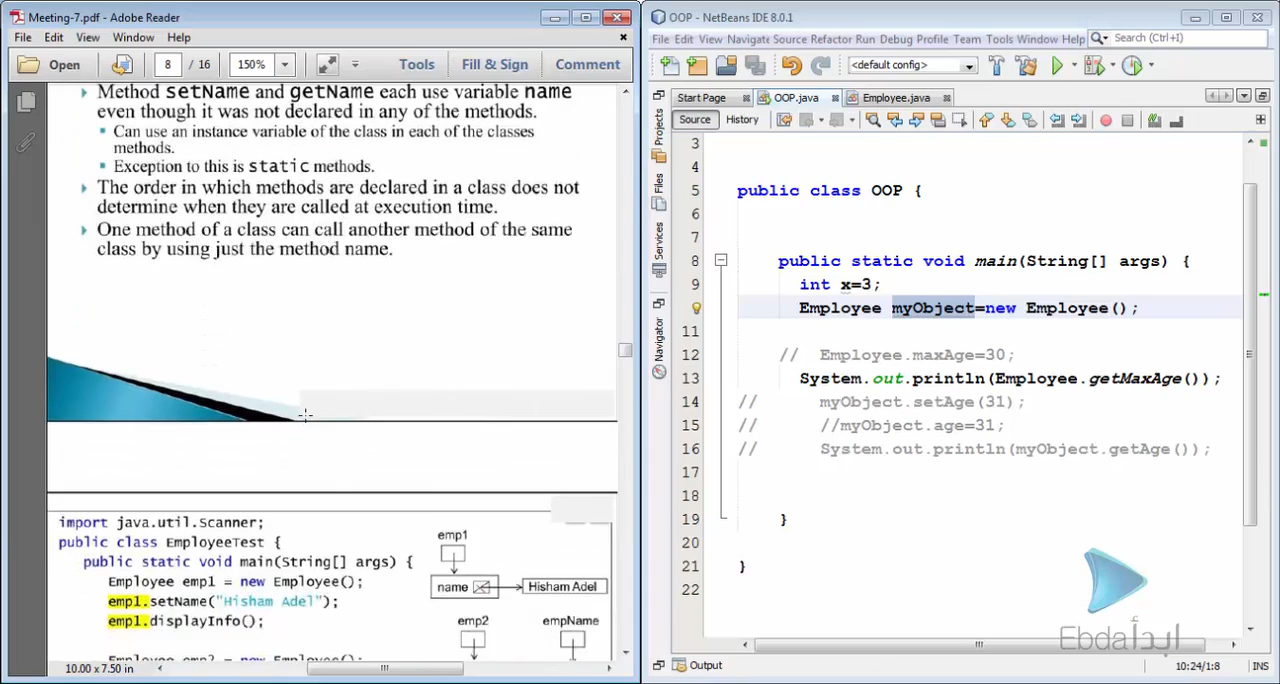 Meeting-7.pdf - Adobe Reader
File Edit View Window Help
Open 8 / 16 150% Tools Fill & Sign Comment
Method setName and getName each use variable name
even though it was not declared in any of the methods.
Can use an instance variable of the class in each of the classes
methods.
Exception to this is static methods.
The order in which methods are declared in a class does not
determine when they are called at execution time.
One method of a class can call another method of the same
class by using just the method name.
import java.util.Scanner;
public class EmployeeTest {
public static void main(String[] args) {
Employee emp1 = new Employee();
emp1.setName("Hisham Adel");
emp1.displayInfo();
Employee emp2 = new Employee();
emp1
name
Hisham Adel
emp2
empName
10.00 x 7.50 in
OOP - NetBeans IDE 8.0.1
File Edit View Navigate Source Refactor Run Debug Profile Team Tools Window Help Search (Ctrl+I)
<default config>
Start Page OOP.java Employee.java
Source History
Projects
Files
Services
Navigator
3
4
5 public class OOP {
6
7
8 public static void main(String[] args) {
9 int x=3;
Employee myObject=new Employee();
11
12 // Employee.maxAge=30;
13 System.out.println(Employee.getMaxAge());
14 // myObject.setAge(31);
15 // //myObject.age=31;
16 // System.out.println(myObject.getAge());
17
18
19 }
20
21 }
22
Ebda إبدأ
Output
10:24/1:8 INS